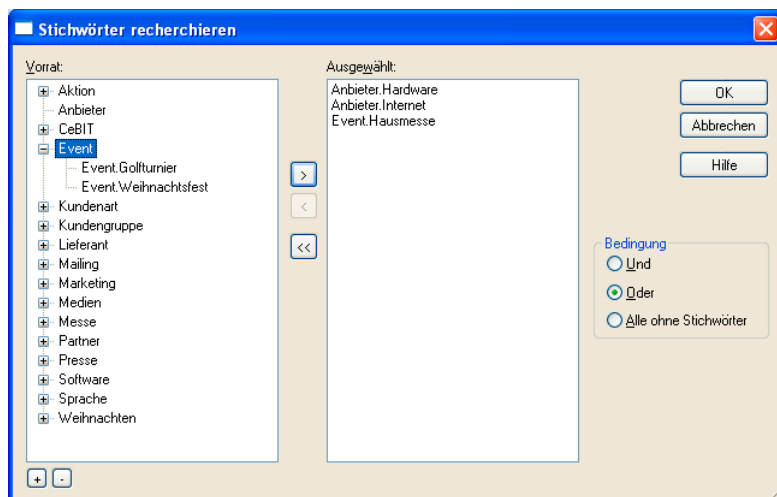 Stichwörter recherchieren
Vorrat:
Aktion
Anbieter
CeBIT
Event
Event.Golfturnier
Event.Weihnachtsfest
Kundenart
Kundengruppe
Lieferant
Mailing
Marketing
Medien
Messe
Partner
Presse
Software
Sprache
Weihnachten
+ -
>
<
<<
Ausgewählt:
Anbieter.Hardware
Anbieter.Internet
Event.Hausmesse
OK
Abbrechen
Hilfe
Bedingung
Und
Oder
Alle ohne Stichwörter